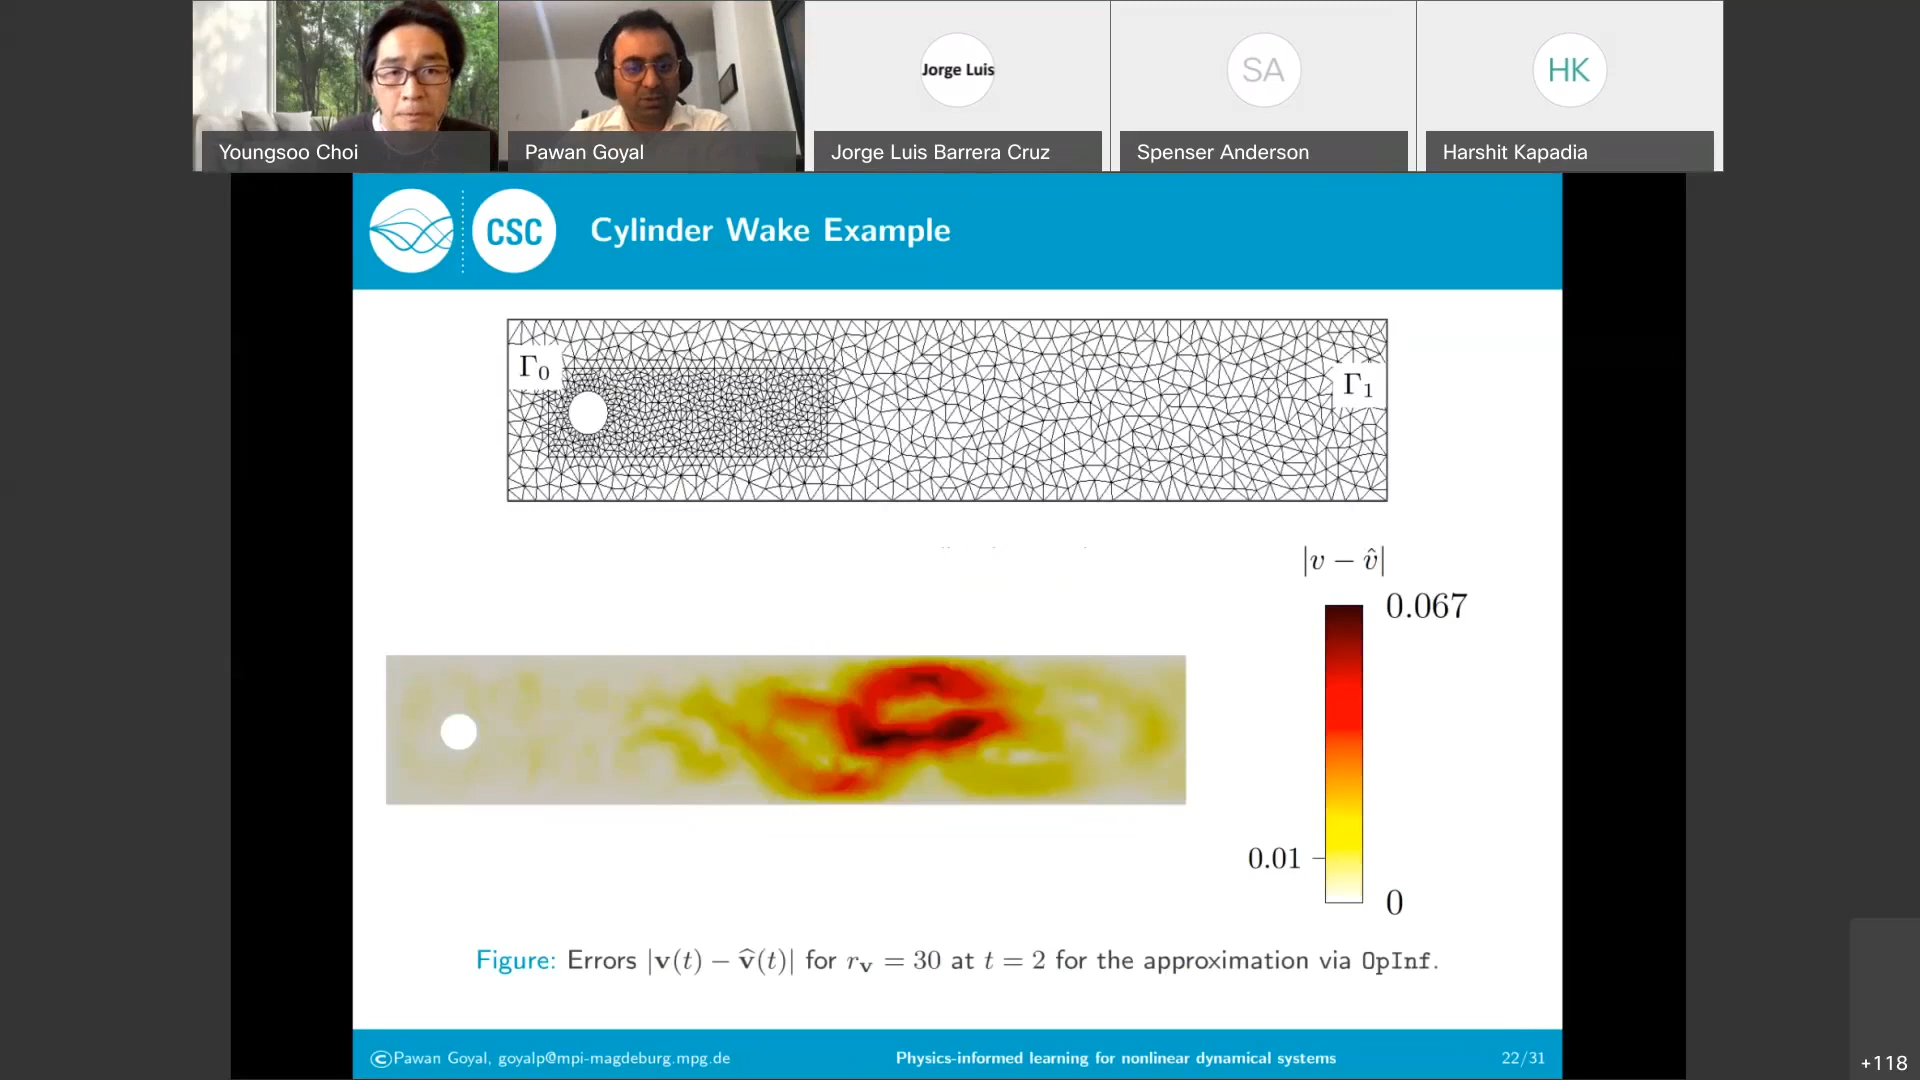 Jorge Luis
SA
HK
Youngsoo Choi
Pawan Goyal
Jorge Luis Barrera Cruz
Spenser Anderson
Harshit Kapadia
CSC
Cylinder Wake Example
Γ₀
Γ₁
|v − v̂|
0.067
0.01
0
Figure: Errors |v(t) − v̂(t)| for r_v = 30 at t = 2 for the approximation via OpInf.
©Pawan Goyal, goyalp@mpi-magdeburg.mpg.de
Physics-informed learning for nonlinear dynamical systems
22/31
+118